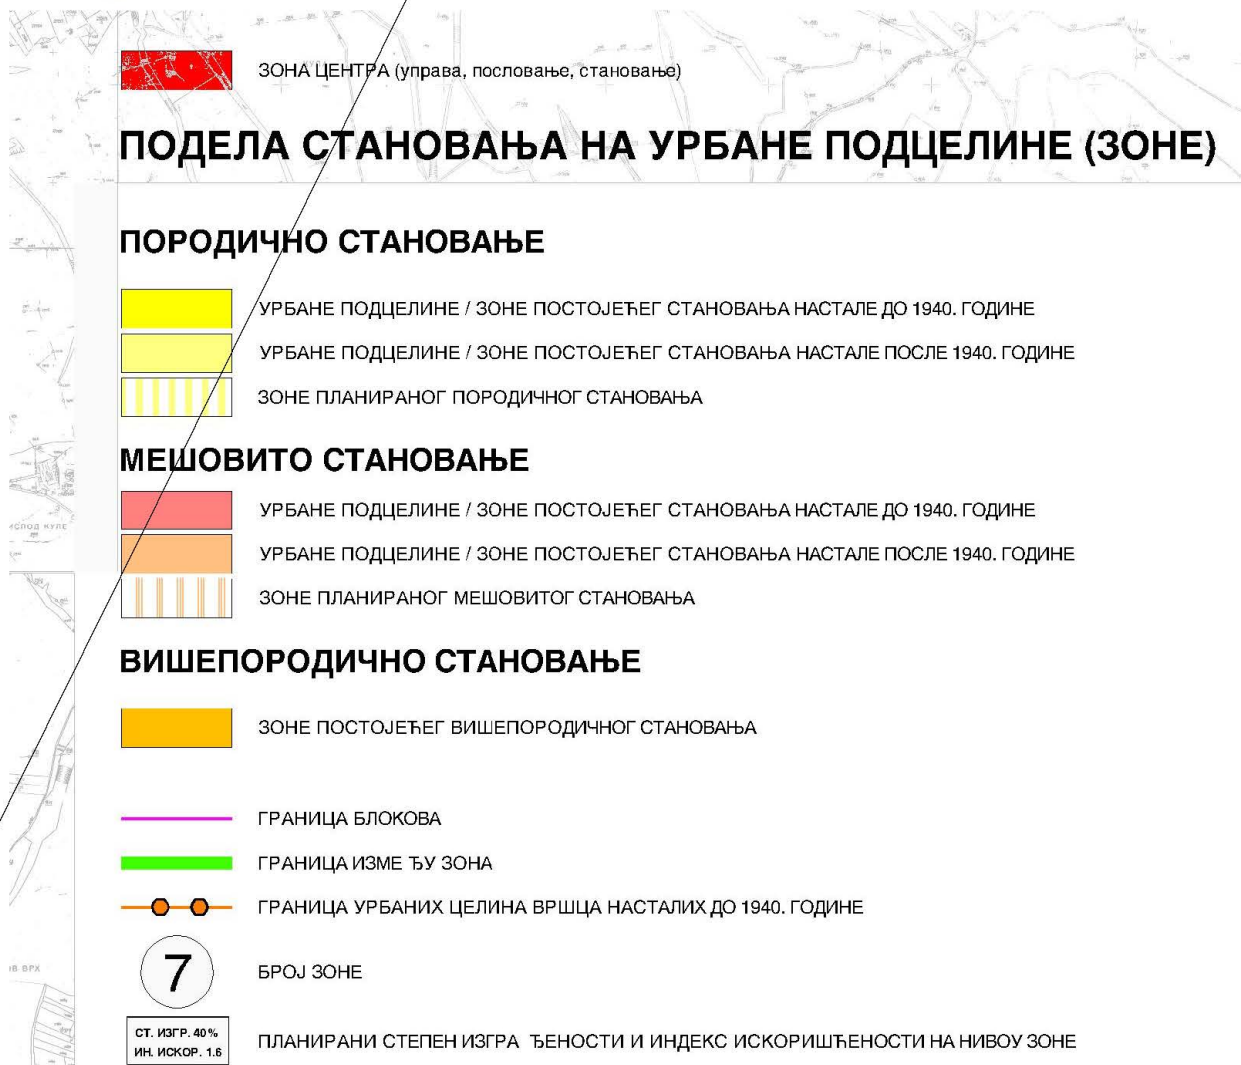 ЗОНА ЦЕНТРА (управа, пословање, становање)
ПОДЕЛА СТАНОВАЊА НА УРБАНЕ ПОДЦЕЛИНЕ (ЗОНЕ)
ПОРОДИЧНО СТАНОВАЊЕ
УРБАНЕ ПОДЦЕЛИНЕ / ЗОНЕ ПОСТОЈЕЋЕГ СТАНОВАЊА НАСТАЛЕ ДО 1940. ГОДИНЕ
УРБАНЕ ПОДЦЕЛИНЕ / ЗОНЕ ПОСТОЈЕЋЕГ СТАНОВАЊА НАСТАЛЕ ПОСЛЕ 1940. ГОДИНЕ
ЗОНЕ ПЛАНИРАНОГ ПОРОДИЧНОГ СТАНОВАЊА
МЕШОВИТО СТАНОВАЊЕ
УРБАНЕ ПОДЦЕЛИНЕ / ЗОНЕ ПОСТОЈЕЋЕГ СТАНОВАЊА НАСТАЛЕ ДО 1940. ГОДИНЕ
ИСПОД КУЛЕ
УРБАНЕ ПОДЦЕЛИНЕ / ЗОНЕ ПОСТОЈЕЋЕГ СТАНОВАЊА НАСТАЛЕ ПОСЛЕ 1940. ГОДИНЕ
ЗОНЕ ПЛАНИРАНОГ МЕШОВИТОГ СТАНОВАЊА
ВИШЕПОРОДИЧНО СТАНОВАЊЕ
ЗОНЕ ПОСТОЈЕЋЕГ ВИШЕПОРОДИЧНОГ СТАНОВАЊА
ГРАНИЦА БЛОКОВА
ГРАНИЦА ИЗМЕ ЂУ ЗОНА
ГРАНИЦА УРБАНИХ ЦЕЛИНА ВРШЦА НАСТАЛИХ ДО 1940. ГОДИНЕ
ВРХ
7
БРОЈ ЗОНЕ
СТ. ИЗГР. 40%
ИН. ИСКОР. 1.6
ПЛАНИРАНИ СТЕПЕН ИЗГРА ЂЕНОСТИ И ИНДЕКС ИСКОРИШЋЕНОСТИ НА НИВОУ ЗОНЕ